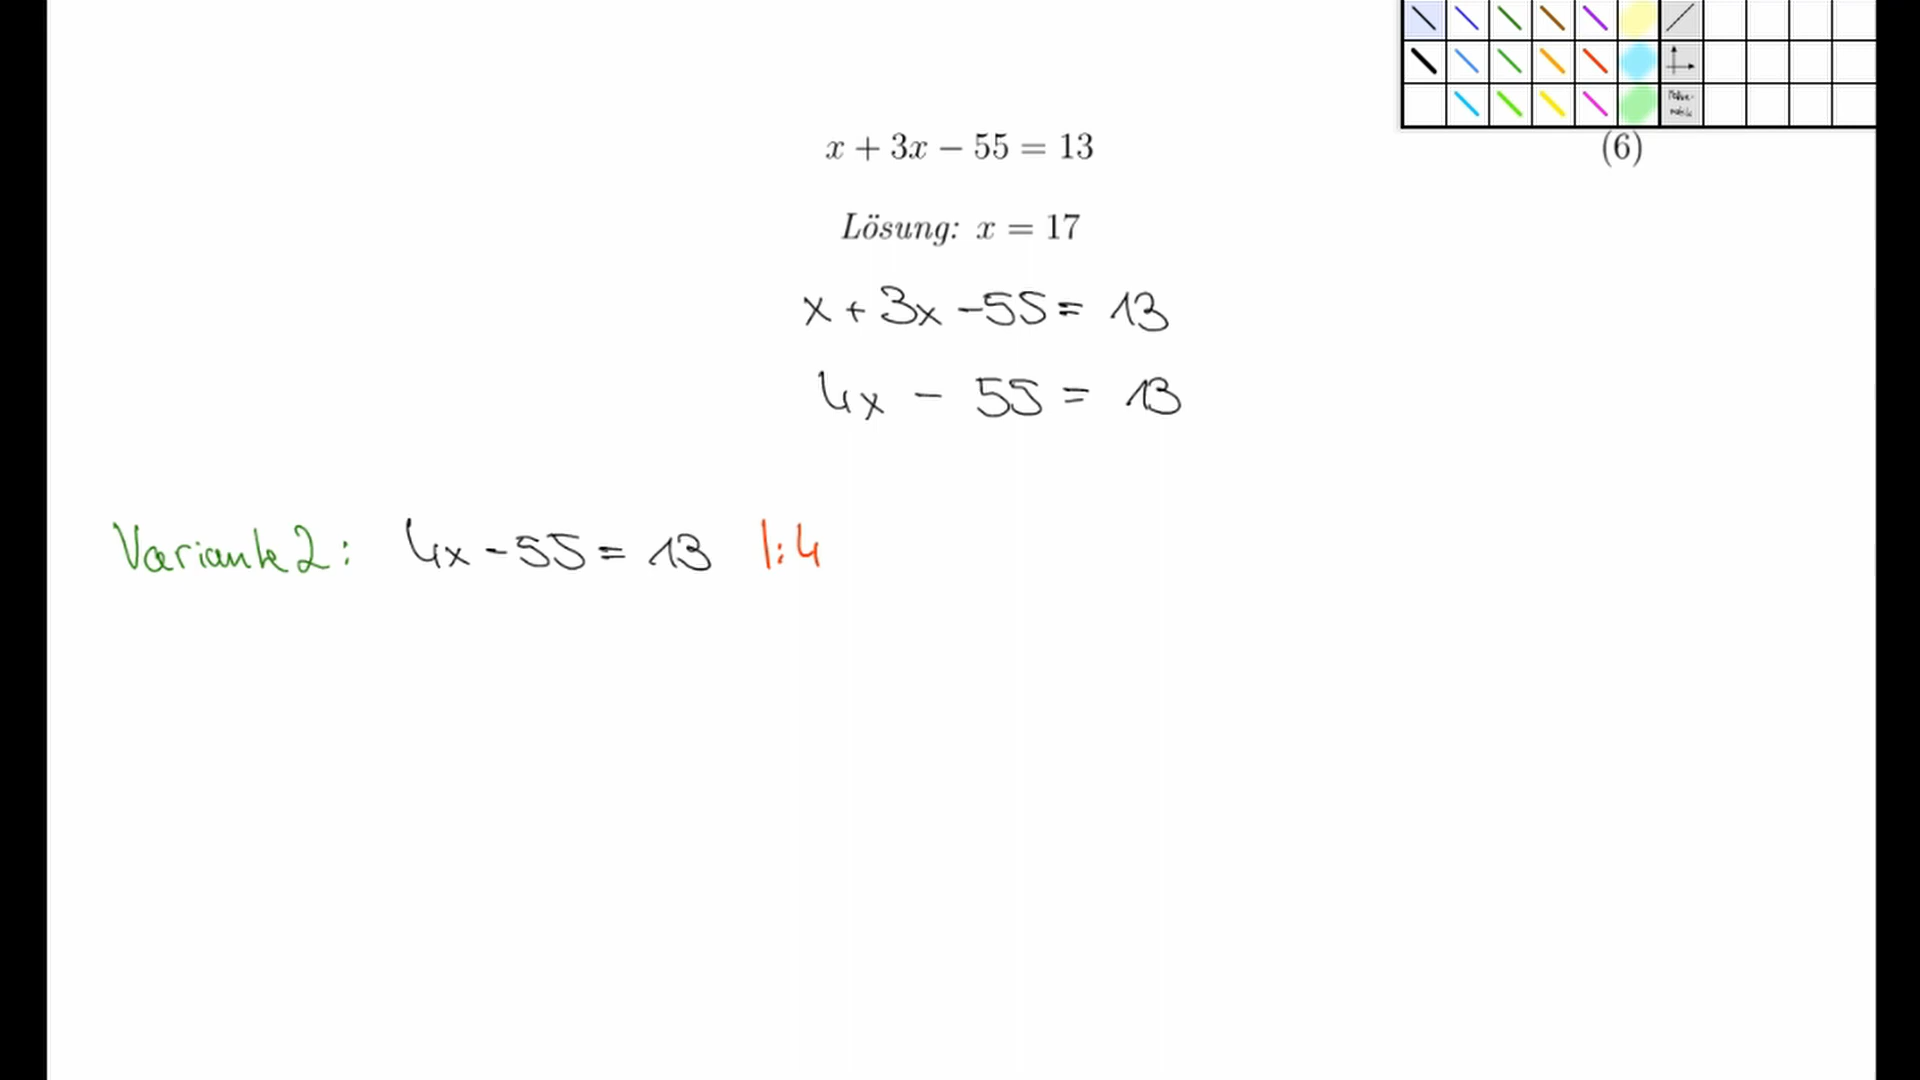 x + 3x − 55 = 13
(6)
Lösung: x = 17
x + 3x − 55 = 13
4x − 55 = 13
Variante 2: 4x − 55 = 13 |:4